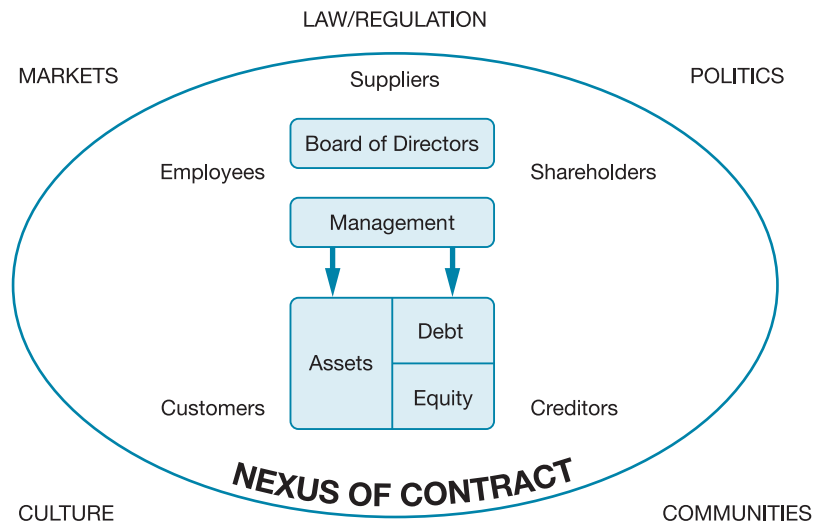 LAW/REGULATION
MARKETS
POLITICS
Suppliers
Board of Directors
Employees
Shareholders
Management
Debt
Assets
Equity
Customers
Creditors
NEXUS OF CONTRACT
CULTURE
COMMUNITIES